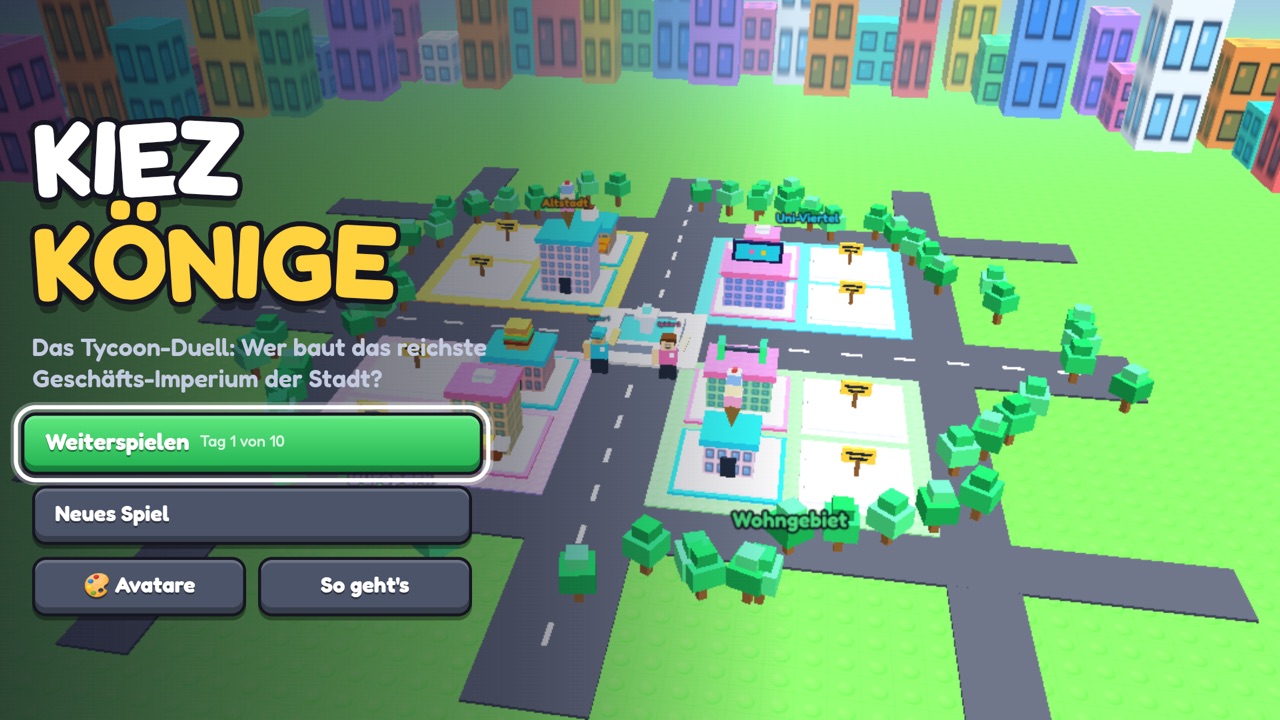 KIEZ
KÖNIGE
Das Tycoon-Duell: Wer baut das reichste
Geschäfts-Imperium der Stadt?
Weiterspielen Tag 1 von 10
Neues Spiel
Avatare
So geht's
Altstadt
Uni-Viertel
Wohngebiet